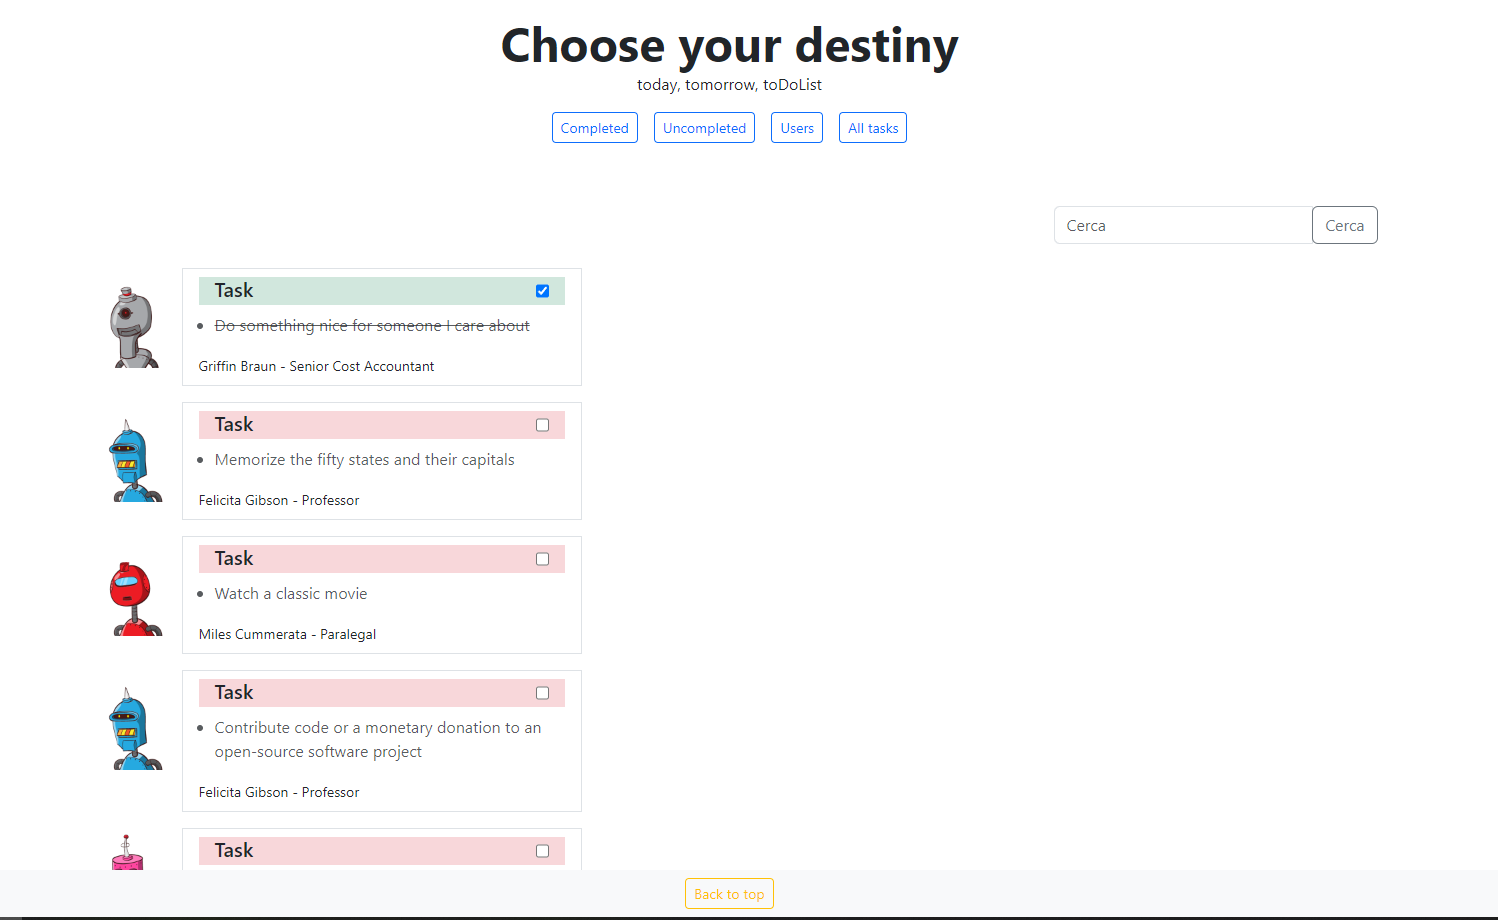 Choose your destiny
today, tomorrow, toDoList
Completed Uncompleted Users All tasks
Cerca Cerca
Task
Do something nice for someone I care about
Griffin Braun - Senior Cost Accountant
Task
Memorize the fifty states and their capitals
Felicita Gibson - Professor
Task
Watch a classic movie
Miles Cummerata - Paralegal
Task
Contribute code or a monetary donation to an
open-source software project
Felicita Gibson - Professor
Task
Back to top